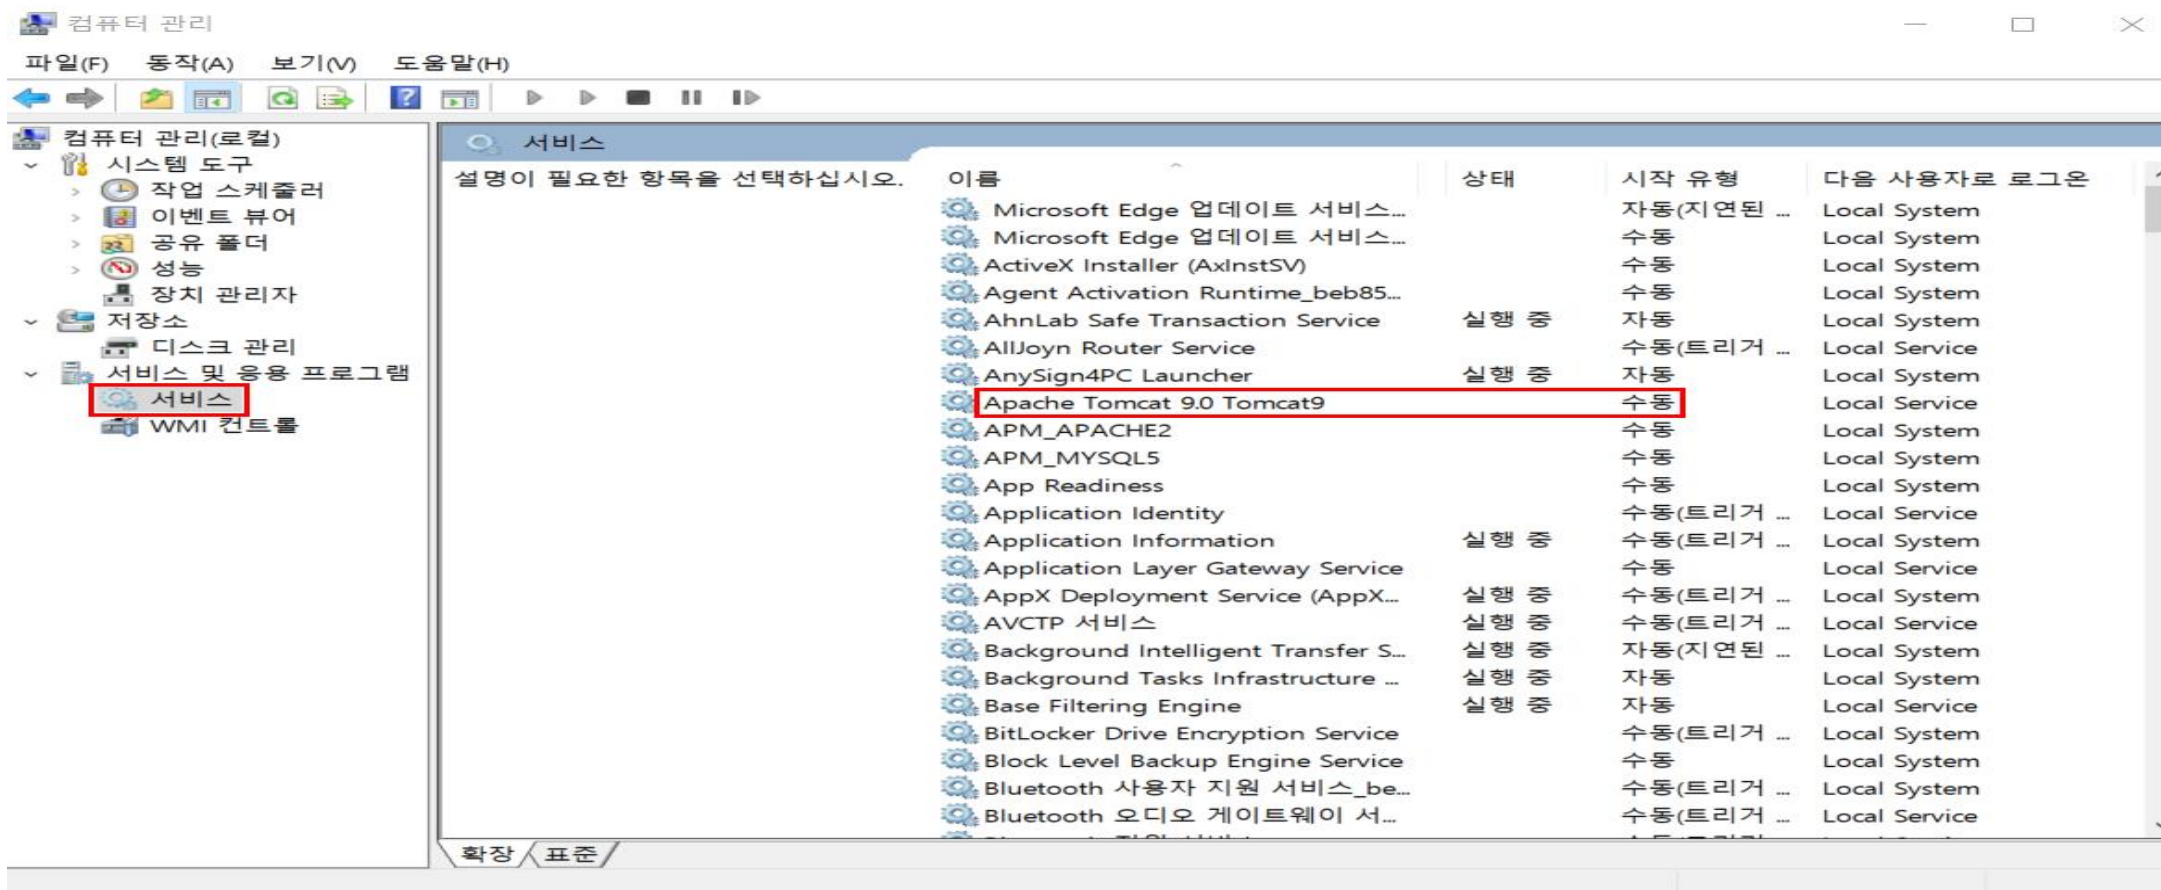 컴퓨터 관리
파일(F) 동작(A) 보기(V) 도움말(H)
컴퓨터 관리(로컬)
시스템 도구
작업 스케줄러
이벤트 뷰어
공유 폴더
성능
장치 관리자
저장소
디스크 관리
서비스 및 응용 프로그램
서비스
WMI 컨트롤
서비스
설명이 필요한 항목을 선택하십시오.
이름 상태 시작 유형 다음 사용자로 로그온
Microsoft Edge 업데이트 서비스... 자동(지연된 ... Local System
Microsoft Edge 업데이트 서비스... 수동 Local System
ActiveX Installer (AxInstSV) 수동 Local System
Agent Activation Runtime_beb85... 수동 Local System
AhnLab Safe Transaction Service 실행 중 자동 Local System
AllJoyn Router Service 수동(트리거 ... Local Service
AnySign4PC Launcher 실행 중 자동 Local System
Apache Tomcat 9.0 Tomcat9 수동 Local Service
APM_APACHE2 수동 Local System
APM_MYSQL5 수동 Local System
App Readiness 수동 Local System
Application Identity 수동(트리거 ... Local Service
Application Information 실행 중 수동(트리거 ... Local System
Application Layer Gateway Service 수동 Local Service
AppX Deployment Service (AppX... 실행 중 수동(트리거 ... Local System
AVCTP 서비스 실행 중 수동(트리거 ... Local Service
Background Intelligent Transfer S... 실행 중 자동(지연된 ... Local System
Background Tasks Infrastructure ... 실행 중 자동 Local System
Base Filtering Engine 실행 중 자동 Local Service
BitLocker Drive Encryption Service 수동(트리거 ... Local System
Block Level Backup Engine Service 수동 Local System
Bluetooth 사용자 지원 서비스_be... 수동(트리거 ... Local System
Bluetooth 오디오 게이트웨이 서... 수동(트리거 ... Local Service
확장 표준